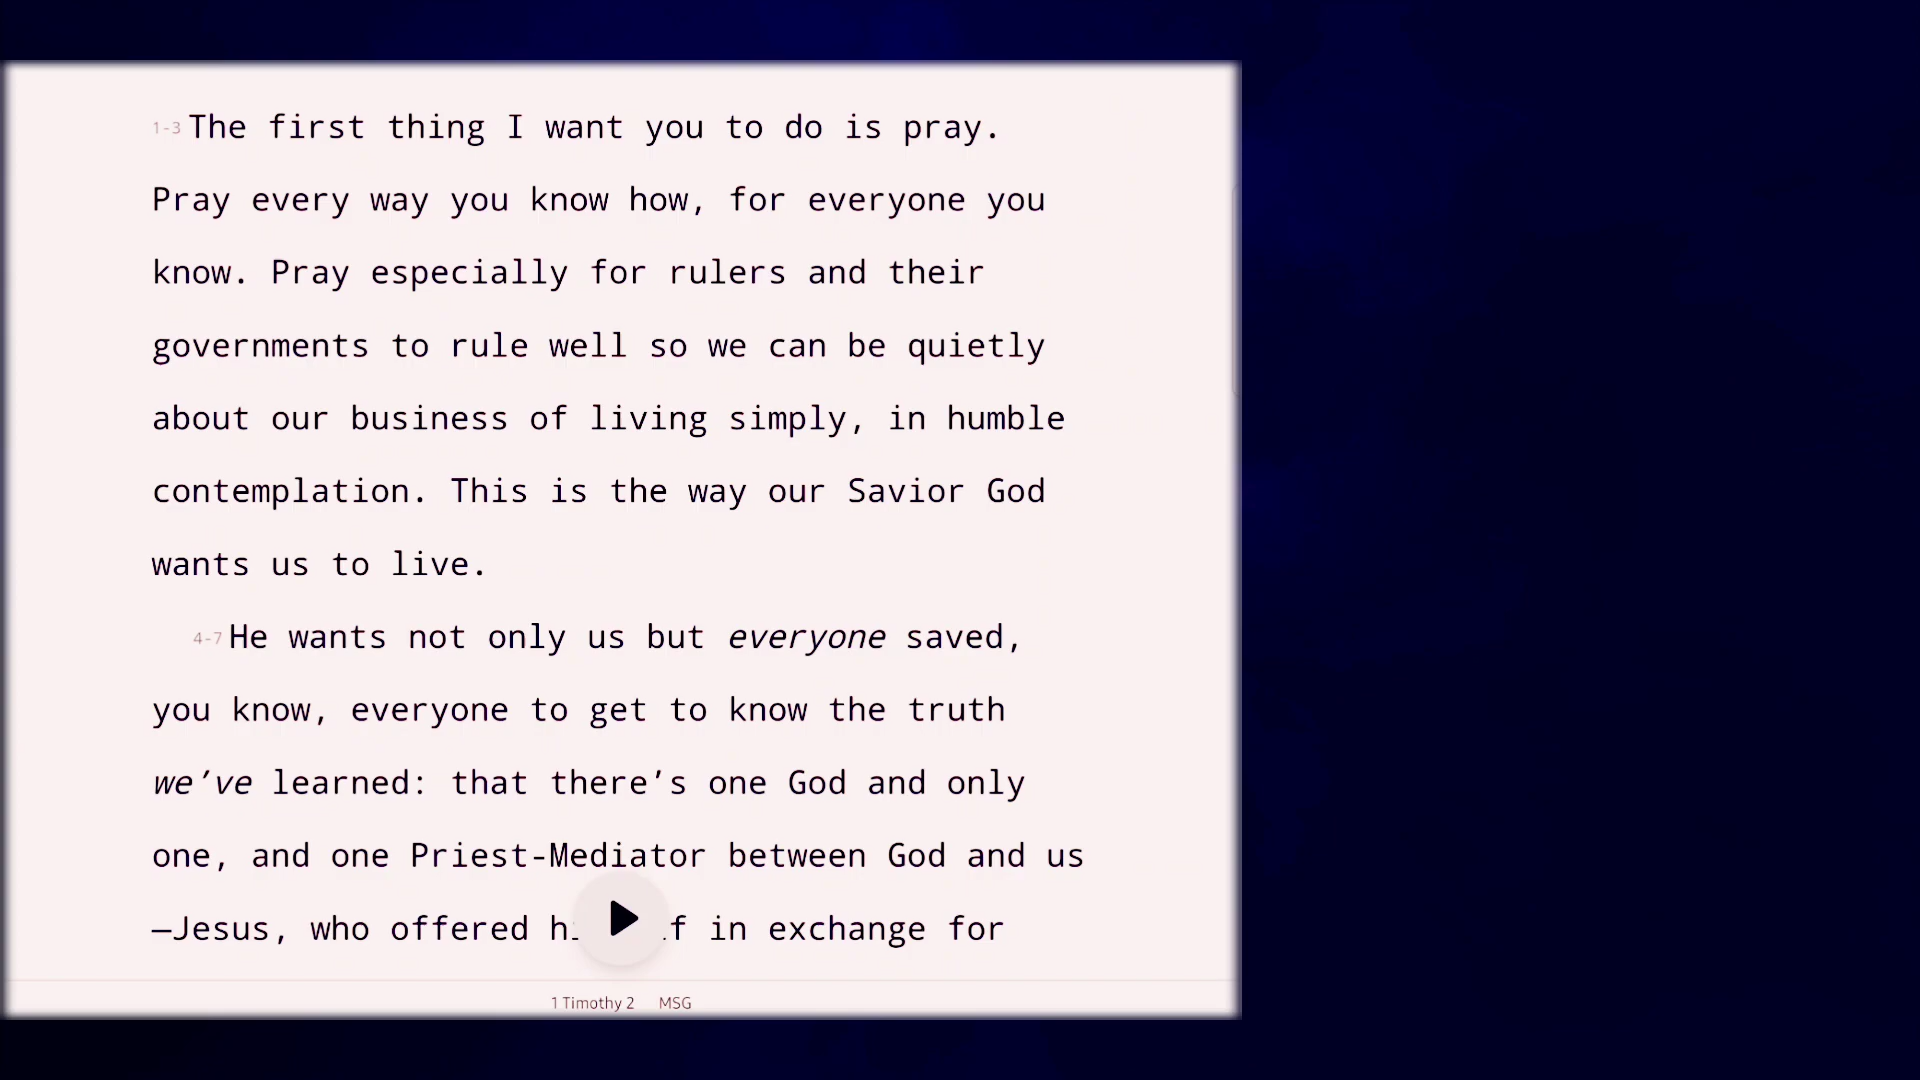 1-3 The first thing I want you to do is pray.
Pray every way you know how, for everyone you
know. Pray especially for rulers and their
governments to rule well so we can be quietly
about our business of living simply, in humble
contemplation. This is the way our Savior God
wants us to live.
4-7 He wants not only us but everyone saved,
you know, everyone to get to know the truth
we’ve learned: that there’s one God and only
one, and one Priest-Mediator between God and us
—Jesus, who offered in exchange for
1 Timothy 2 MSG